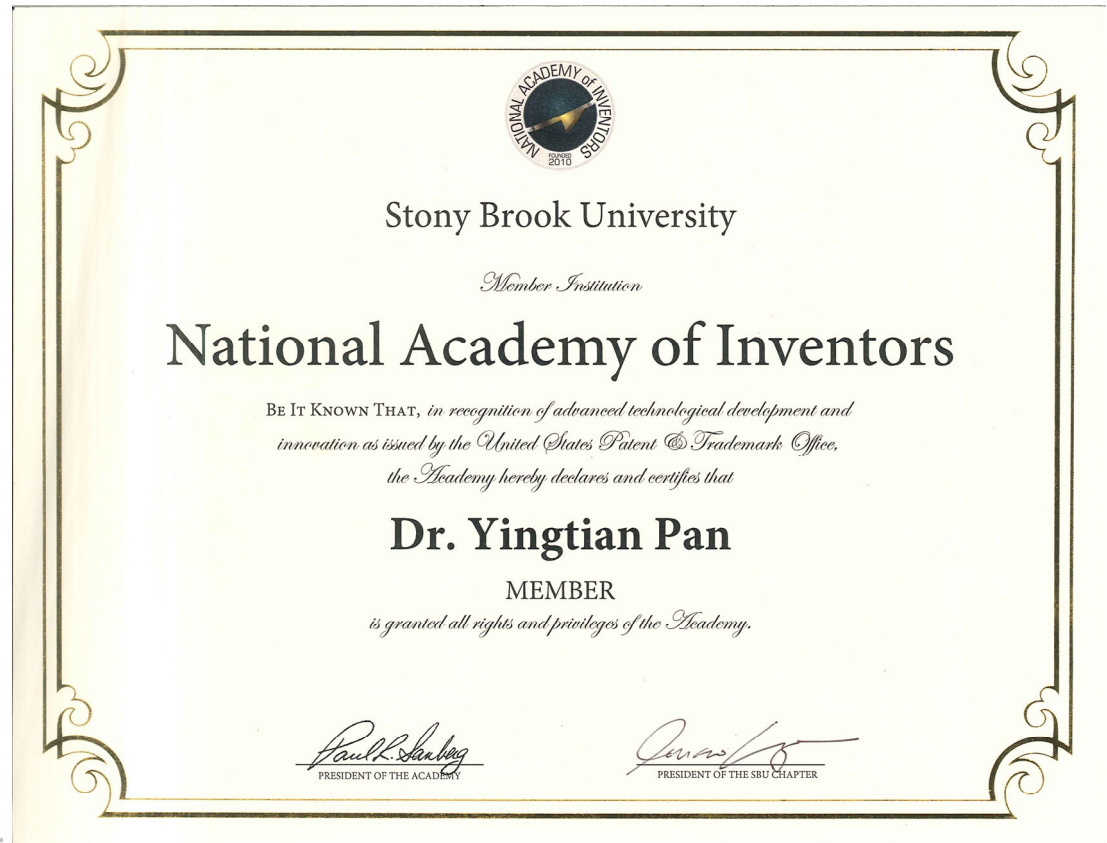 NATIONAL ACADEMY of INVENTORS
FOUNDED
2010
Stony Brook University
Member Institution
National Academy of Inventors
BE IT KNOWN THAT, in recognition of advanced technological development and
innovation as issued by the United States Patent & Trademark Office,
the Academy hereby declares and certifies that
Dr. Yingtian Pan
MEMBER
is granted all rights and privileges of the Academy.
Paul R. Sanberg
PRESIDENT OF THE ACADEMY
PRESIDENT OF THE SBU CHAPTER